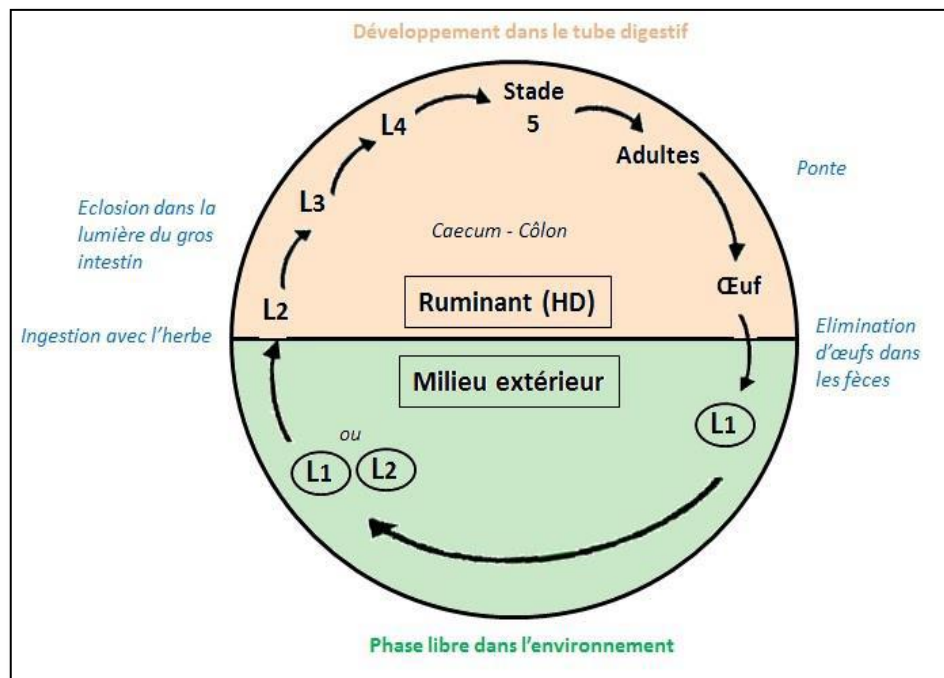 Développement dans le tube digestif
Stade
5
L4
Adultes
Ponte
L3
Eclosion dans la
lumière du gros
intestin
Caecum - Côlon
L2
Ruminant (HD)
Œuf
Ingestion avec l'herbe
Elimination
d'œufs dans
les fèces
Milieu extérieur
L1
ou
L1
L2
Phase libre dans l'environnement